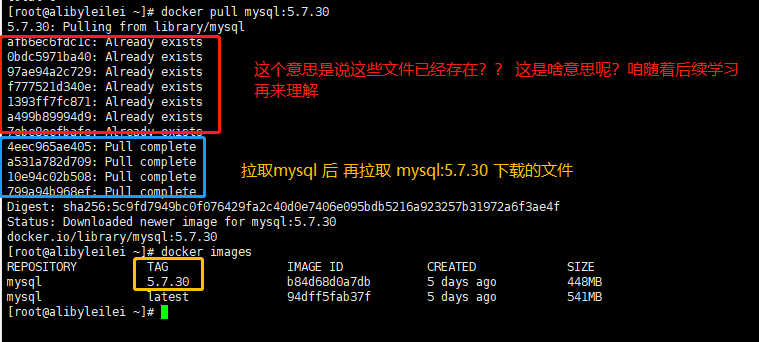 [root@alibyleilei ~]# docker pull mysql:5.7.30
5.7.30: Pulling from library/mysql
afb6ec6fdc1c: Already exists
0bdc5971ba40: Already exists
97ae94a2c729: Already exists
f777521d340e: Already exists
1393ff7fc871: Already exists
a499b89994d9: Already exists
7ebe8eefbafe: Already exists
这个意思是说这些文件已经存在?? 这是啥意思呢?咱随着后续学习
再来理解
4eec965ae405: Pull complete
a531a782d709: Pull complete
10e94c02b508: Pull complete
799a94b968ef: Pull complete
拉取mysql 后 再拉取 mysql:5.7.30 下载的文件
Digest: sha256:5c9fd7949bc0f076429fa2c40d0e7406e095bdb5216a923257b31972a6f3ae4f
Status: Downloaded newer image for mysql:5.7.30
docker.io/library/mysql:5.7.30
[root@alibyleilei ~]# docker images
REPOSITORY TAG IMAGE ID CREATED SIZE
mysql 5.7.30 b84d68d0a7db 5 days ago 448MB
mysql latest 94dff5fab37f 5 days ago 541MB
[root@alibyleilei ~]#